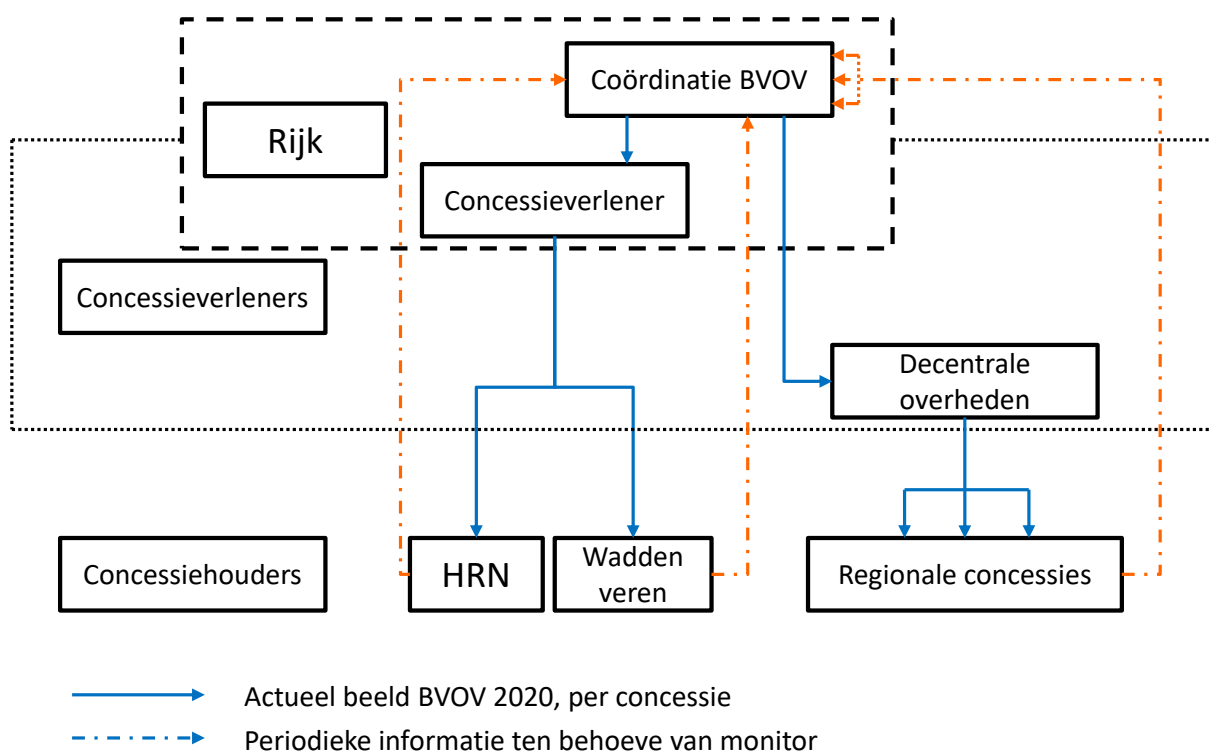 Coördinatie BVOV
Rijk
Concessieverlener
Concessieverleners
Decentrale
overheden
Concessiehouders
HRN
Wadden
veren
Regionale concessies
Actueel beeld BVOV 2020, per concessie
Periodieke informatie ten behoeve van monitor